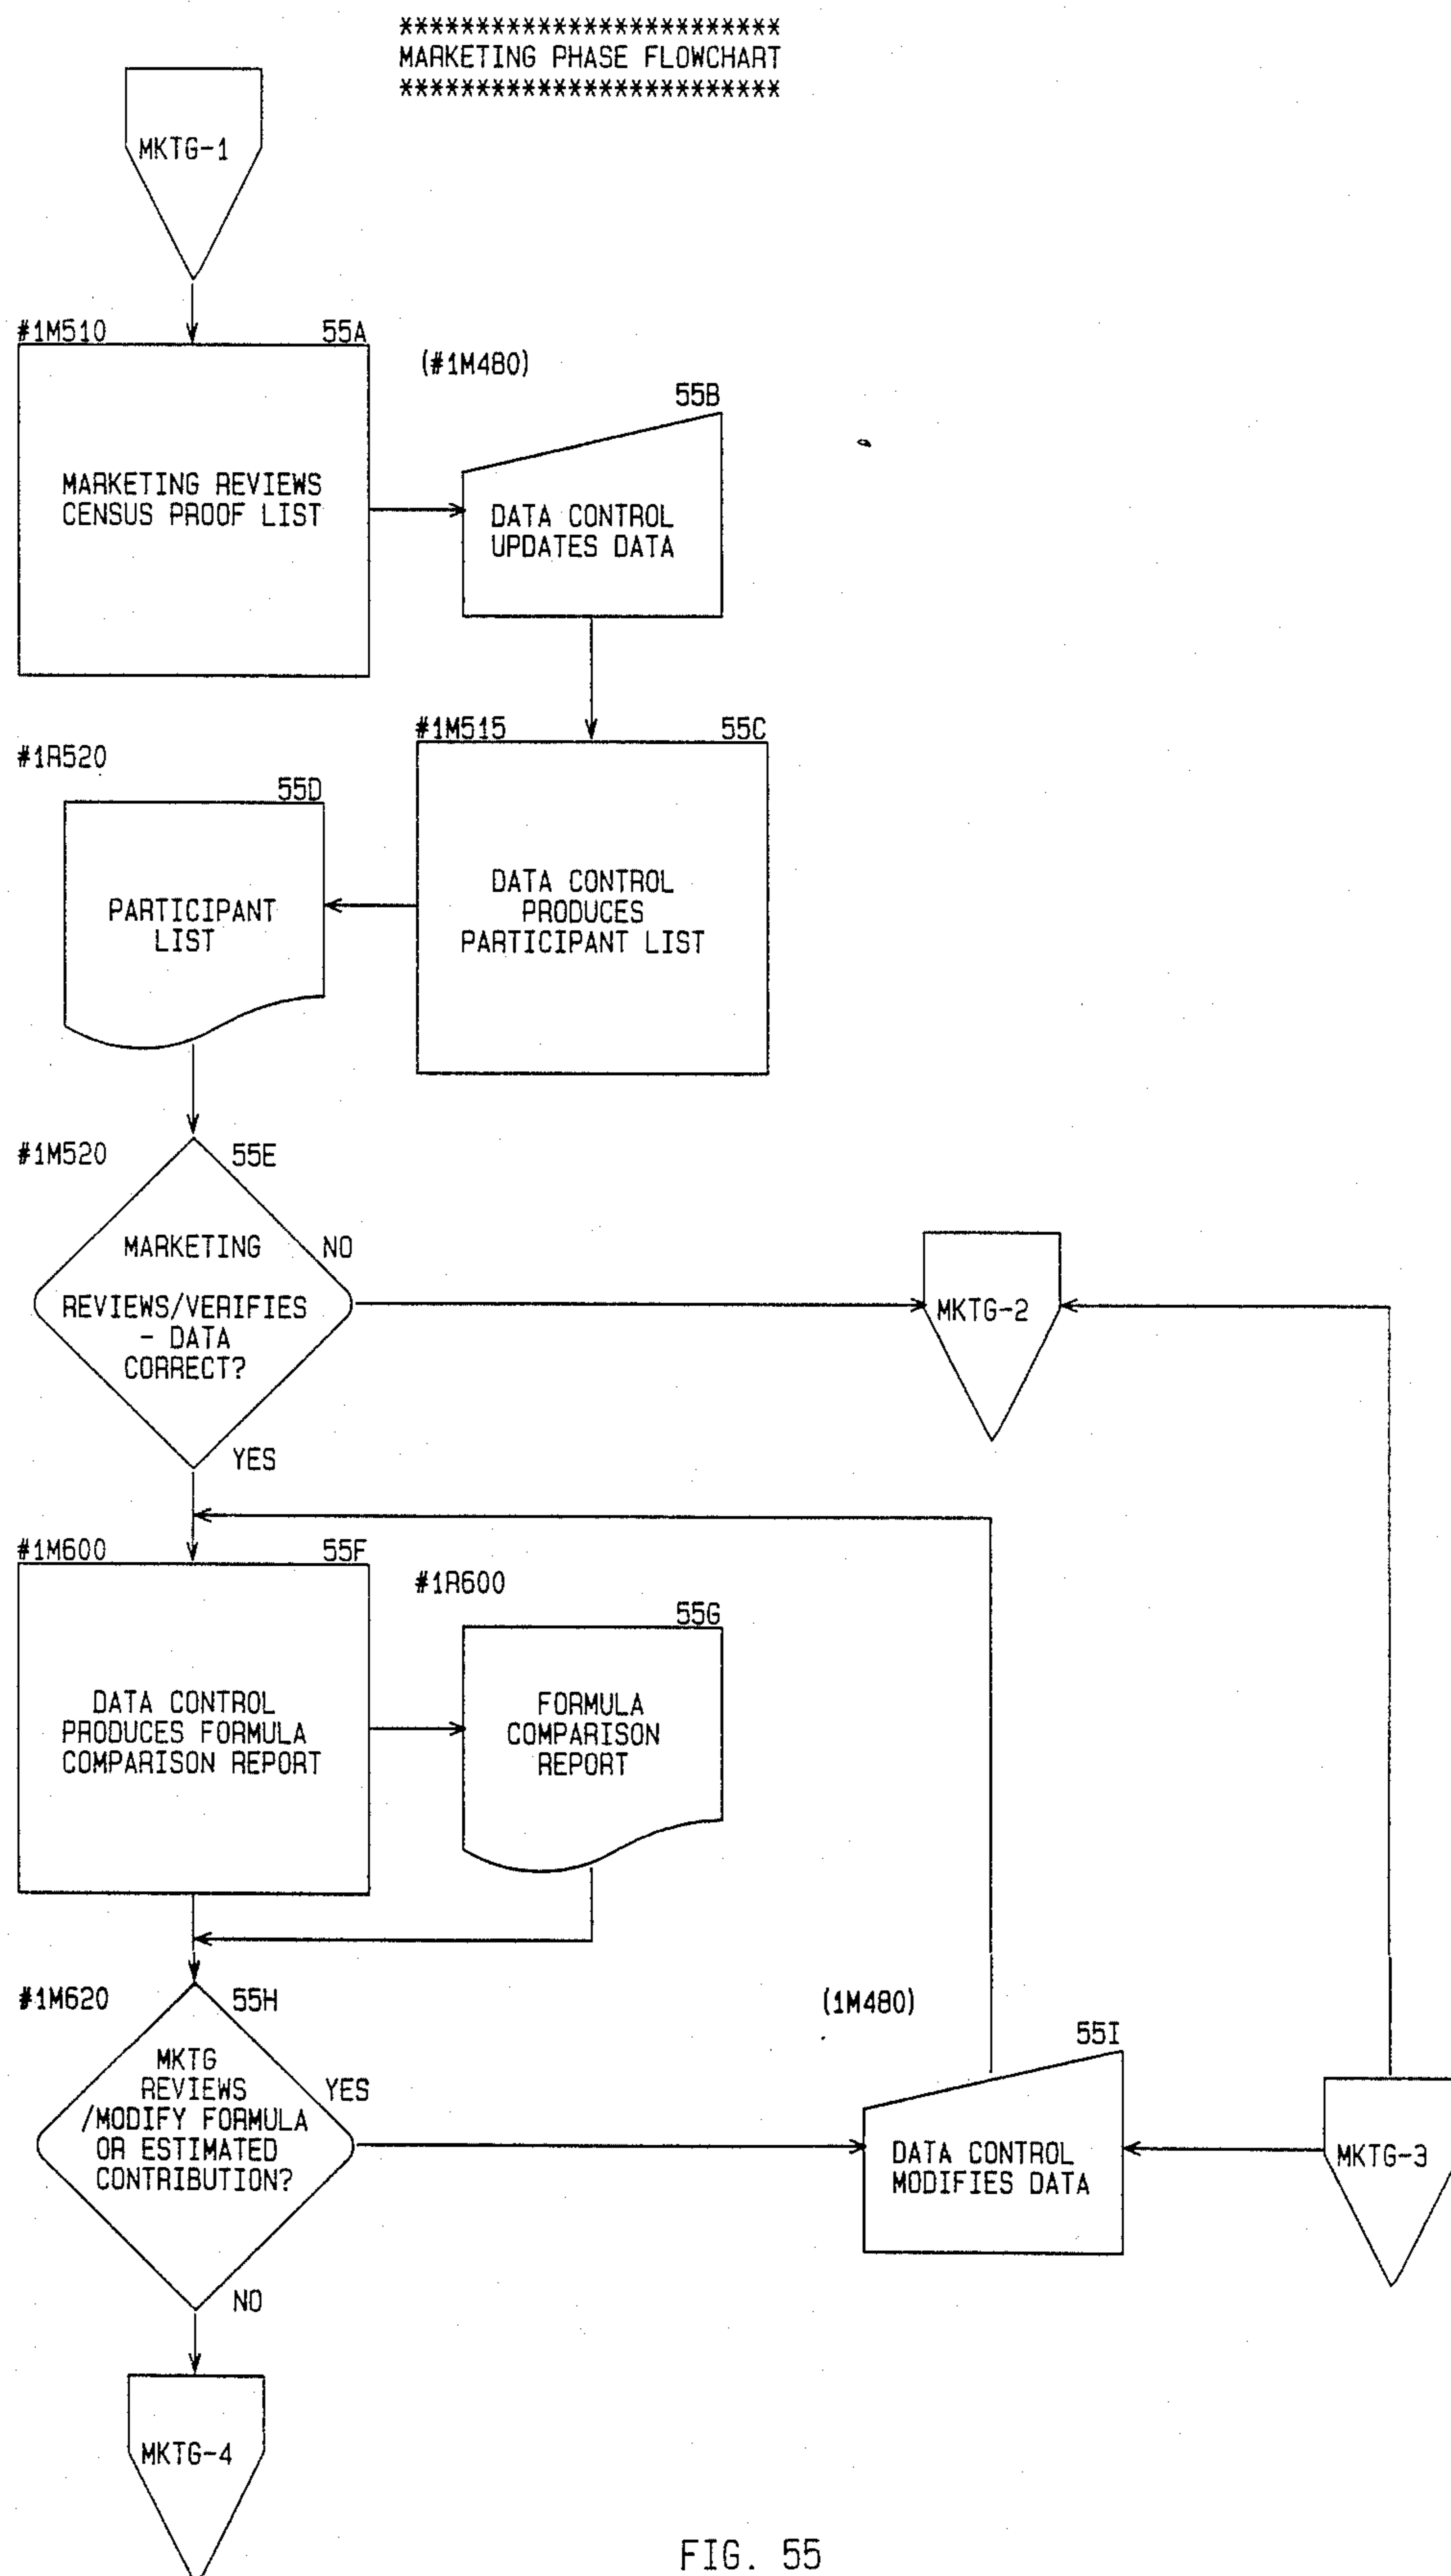 *************************
MARKETING PHASE FLOWCHART
*************************
MKTG-1
#1M510
55A
MARKETING REVIEWS
CENSUS PROOF LIST
(#1M480)
55B
DATA CONTROL
UPDATES DATA
#1M515
55C
DATA CONTROL
PRODUCES
PARTICIPANT LIST
#1R520
55D
PARTICIPANT
LIST
#1M520
55E
MARKETING
REVIEWS/VERIFIES
- DATA
CORRECT?
NO
YES
MKTG-2
#1M600
55F
DATA CONTROL
PRODUCES FORMULA
COMPARISON REPORT
#1R600
55G
FORMULA
COMPARISON
REPORT
#1M620
55H
MKTG
REVIEWS
/MODIFY FORMULA
OR ESTIMATED
CONTRIBUTION?
YES
NO
(1M480)
55I
DATA CONTROL
MODIFIES DATA
MKTG-3
MKTG-4
FIG. 55